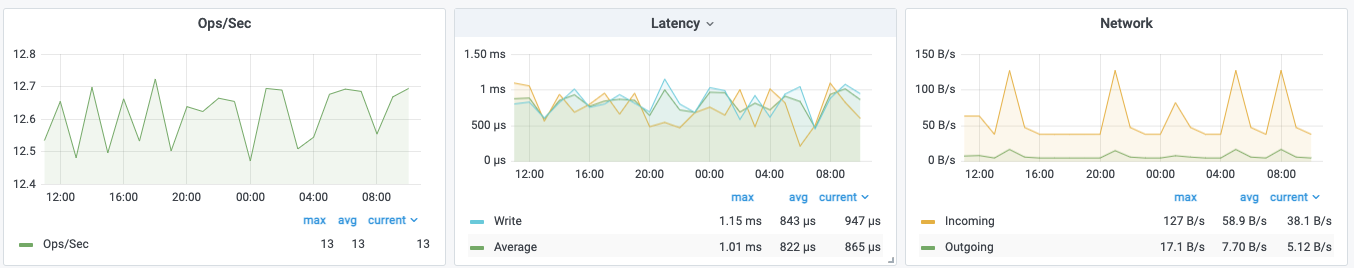 Ops/Sec
12.8
12.7
12.6
12.5
12.4
12:00 16:00 20:00 00:00 04:00 08:00
max avg current
Ops/Sec 13 13 13
Latency
1.50 ms
1 ms
500 µs
0 µs
12:00 16:00 20:00 00:00 04:00 08:00
max avg current
Write 1.15 ms 843 µs 947 µs
Average 1.01 ms 822 µs 865 µs
Network
150 B/s
100 B/s
50 B/s
0 B/s
12:00 16:00 20:00 00:00 04:00 08:00
max avg current
Incoming 127 B/s 58.9 B/s 38.1 B/s
Outgoing 17.1 B/s 7.70 B/s 5.12 B/s